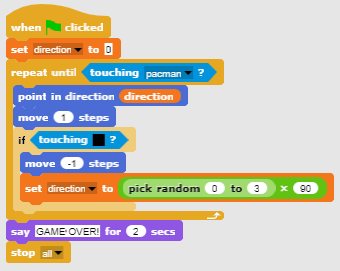 when clicked
set direction to 0
repeat until touching pacman ?
point in direction direction
move 1 steps
if touching ?
move -1 steps
set direction to pick random 0 to 3 × 90
say GAME OVER! for 2 secs
stop all